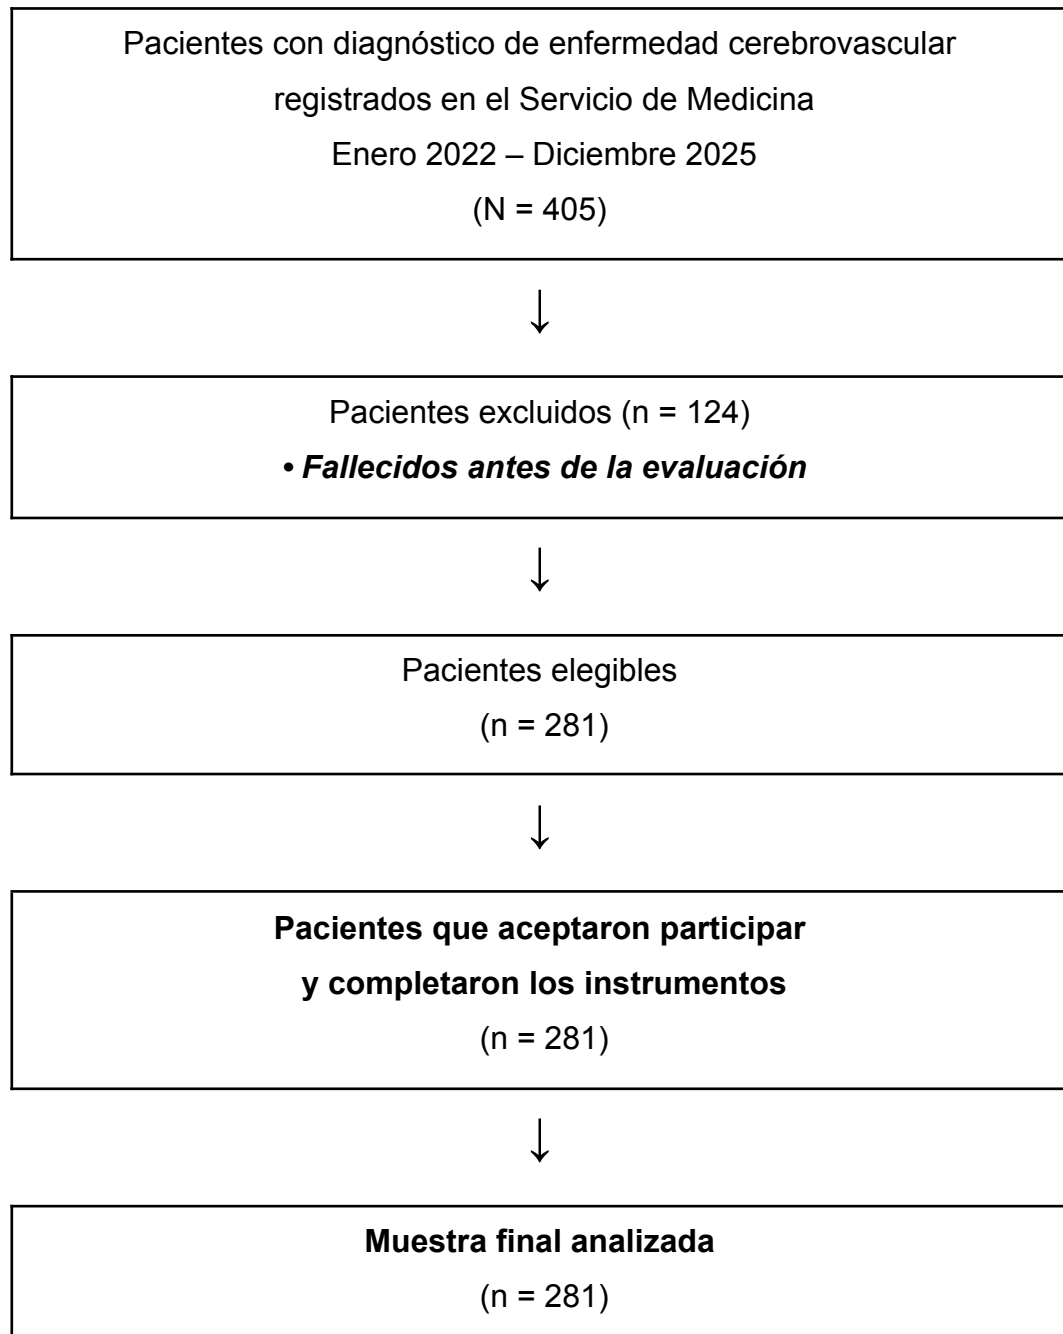 Pacientes con diagnóstico de enfermedad cerebrovascular
registrados en el Servicio de Medicina
Enero 2022 – Diciembre 2025
(N = 405)
↓
Pacientes excluidos (n = 124)
• Fallecidos antes de la evaluación
↓
Pacientes elegibles
(n = 281)
↓
Pacientes que aceptaron participar
y completaron los instrumentos
(n = 281)
↓
Muestra final analizada
(n = 281)